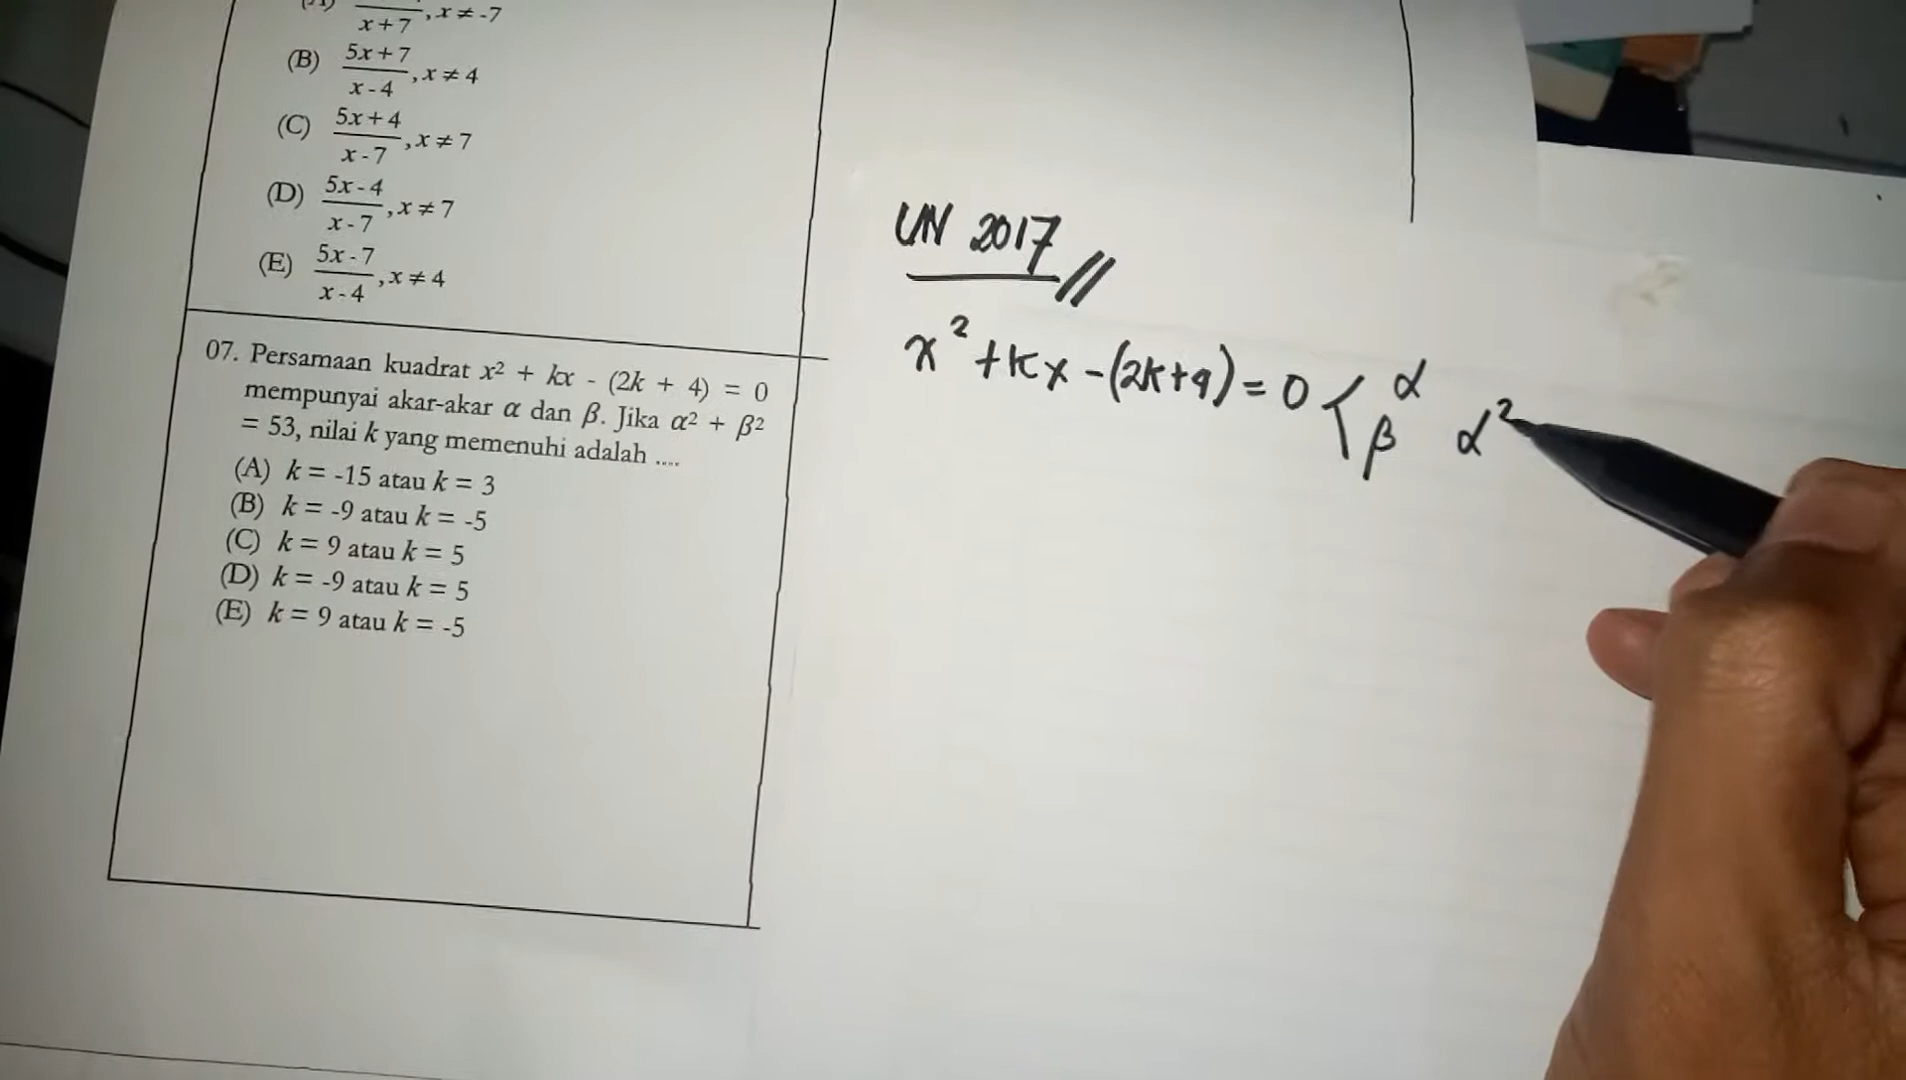 x+7 , x ≠ -7
(B) 5x + 7
x - 4 , x ≠ 4
(C) 5x + 4
x - 7 , x ≠ 7
(D) 5x - 4
x - 7 , x ≠ 7
(E) 5x - 7
x - 4 , x ≠ 4
07. Persamaan kuadrat x² + kx - (2k + 4) = 0
mempunyai akar-akar α dan β. Jika α² + β²
= 53, nilai k yang memenuhi adalah ....
(A) k = -15 atau k = 3
(B) k = -9 atau k = -5
(C) k = 9 atau k = 5
(D) k = -9 atau k = 5
(E) k = 9 atau k = -5
UN 2017
x² + kx - (2k+4) = 0 < α
β α²